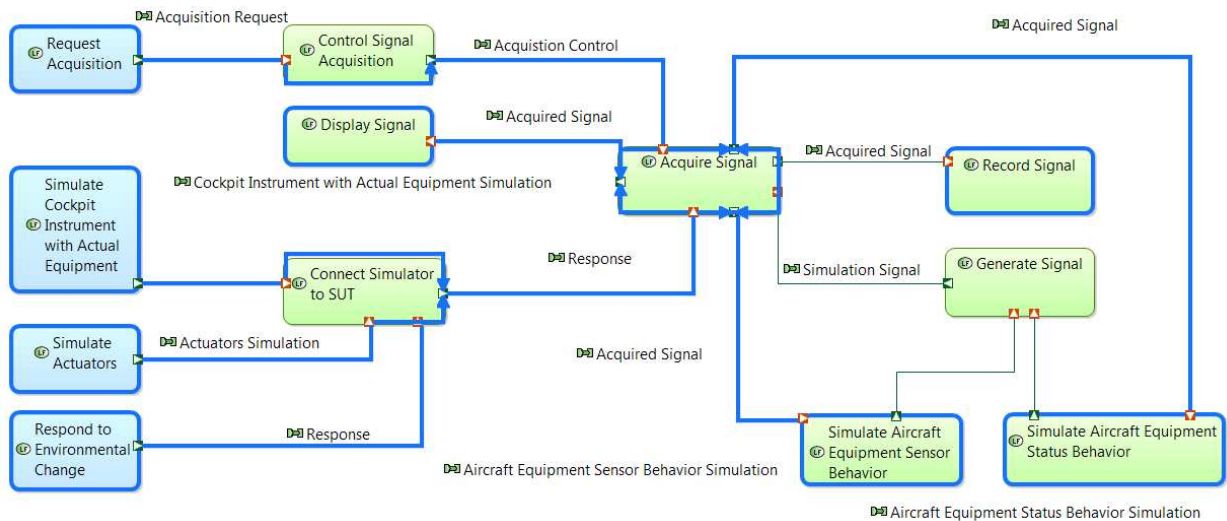 Acquisition Request
Acquired Signal
Request
Acquisition
Control Signal
Acquisition
Acquistion Control
Display Signal
Acquired Signal
Acquire Signal
Acquired Signal
Record Signal
Cockpit Instrument with Actual Equipment Simulation
Simulate
Cockpit
Instrument
with Actual
Equipment
Response
Simulation Signal
Generate Signal
Connect Simulator
to SUT
Simulate
Actuators
Actuators Simulation
Acquired Signal
Respond to
Environmental
Change
Response
Simulate Aircraft
Equipment Sensor
Behavior
Simulate Aircraft Equipment
Status Behavior
Aircraft Equipment Sensor Behavior Simulation
Aircraft Equipment Status Behavior Simulation